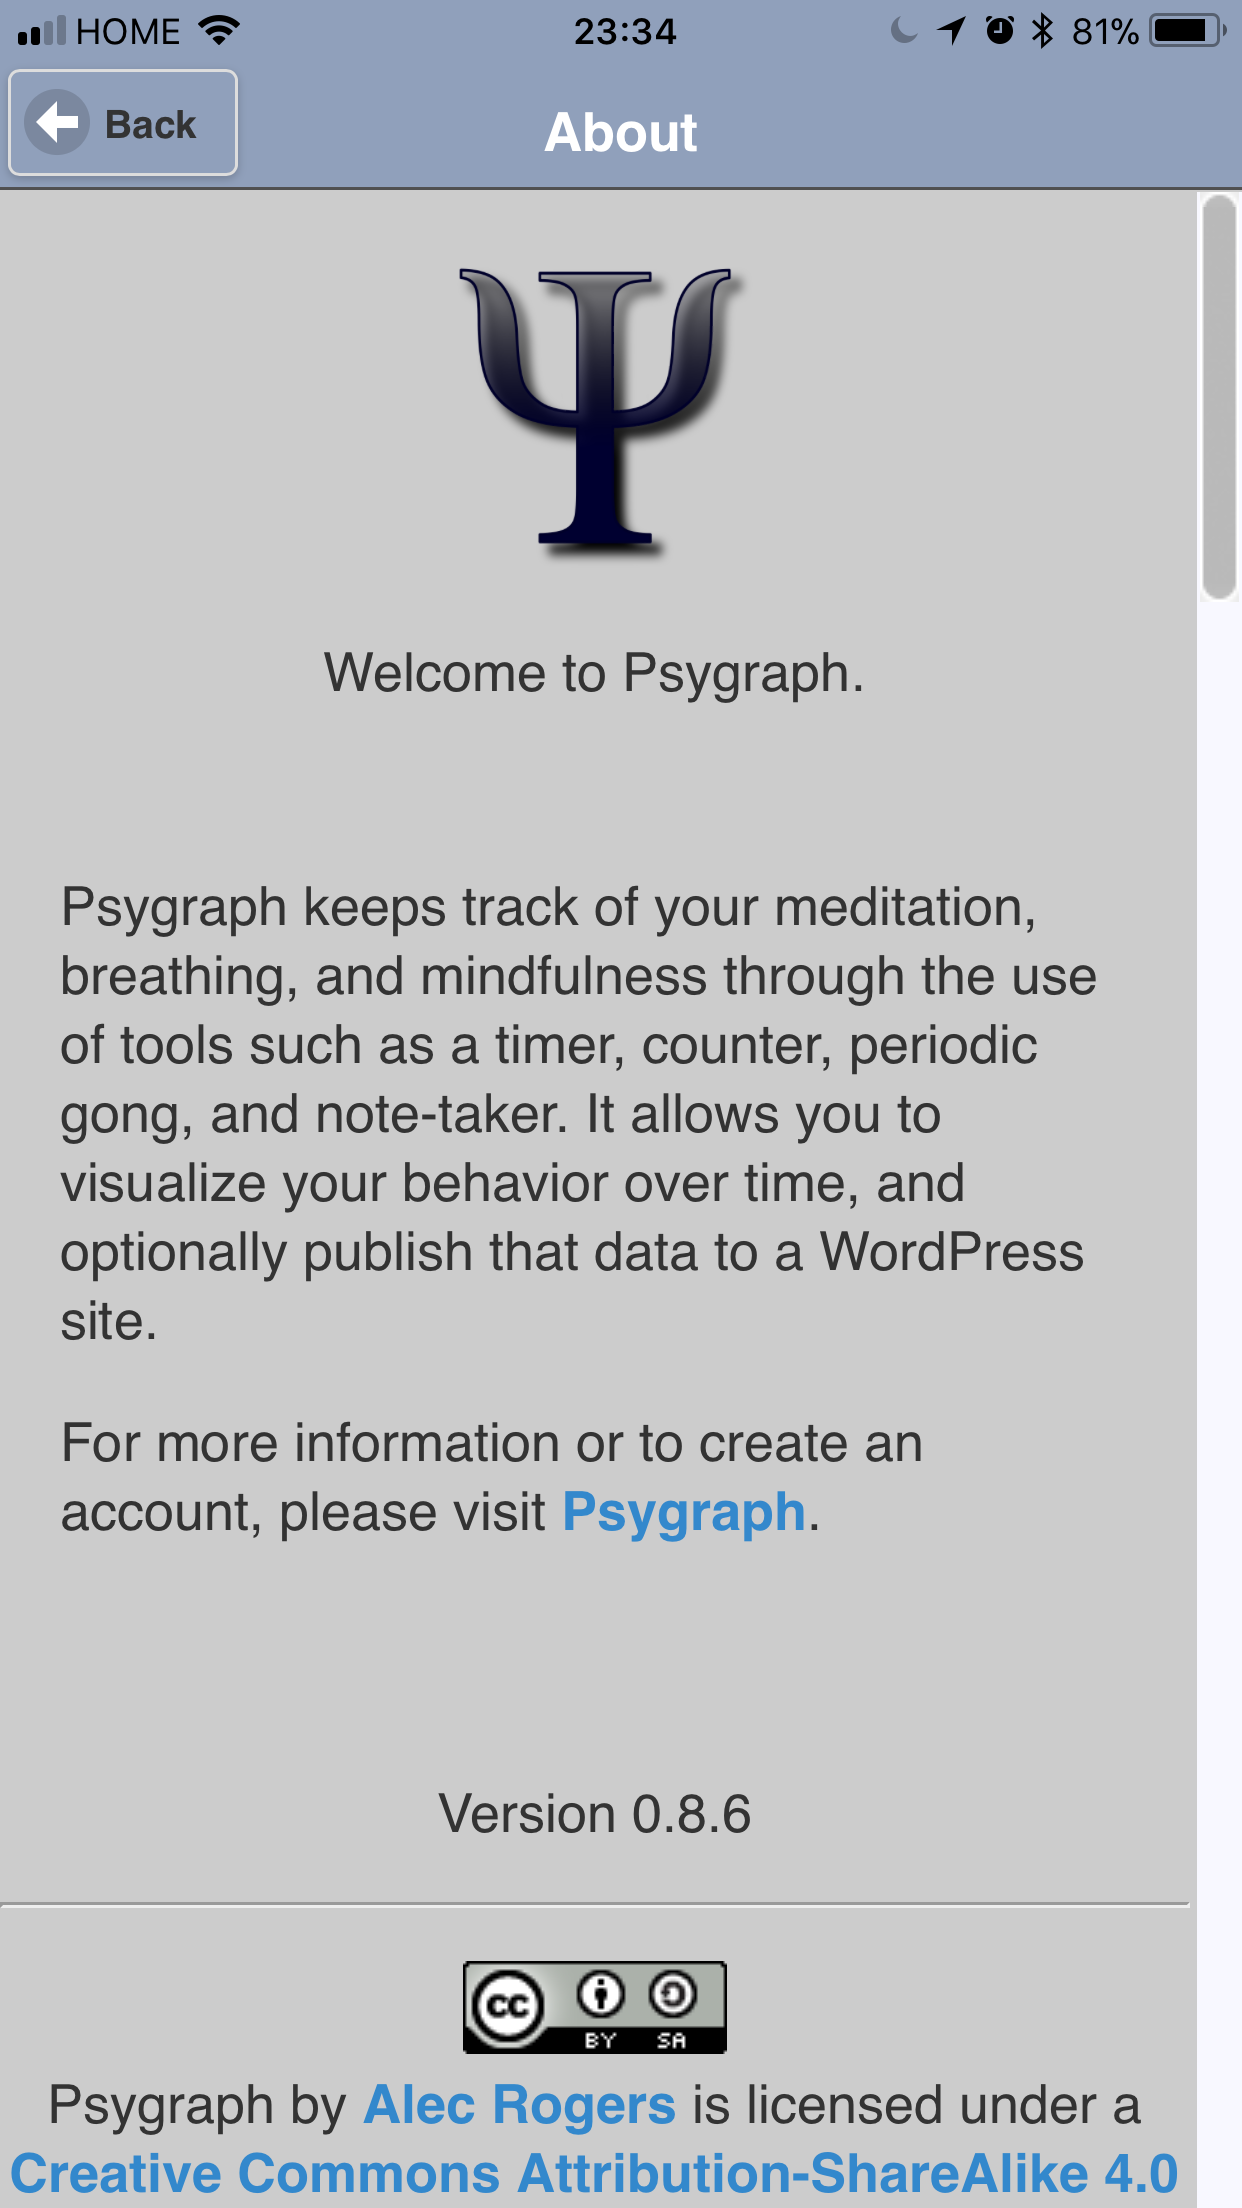 HOME 23:34 81%
Back
About
Ψ
Welcome to Psygraph.
Psygraph keeps track of your meditation,
breathing, and mindfulness through the use
of tools such as a timer, counter, periodic
gong, and note-taker. It allows you to
visualize your behavior over time, and
optionally publish that data to a WordPress
site.
For more information or to create an
account, please visit Psygraph.
Version 0.8.6
cc BY SA
Psygraph by Alec Rogers is licensed under a
Creative Commons Attribution-ShareAlike 4.0